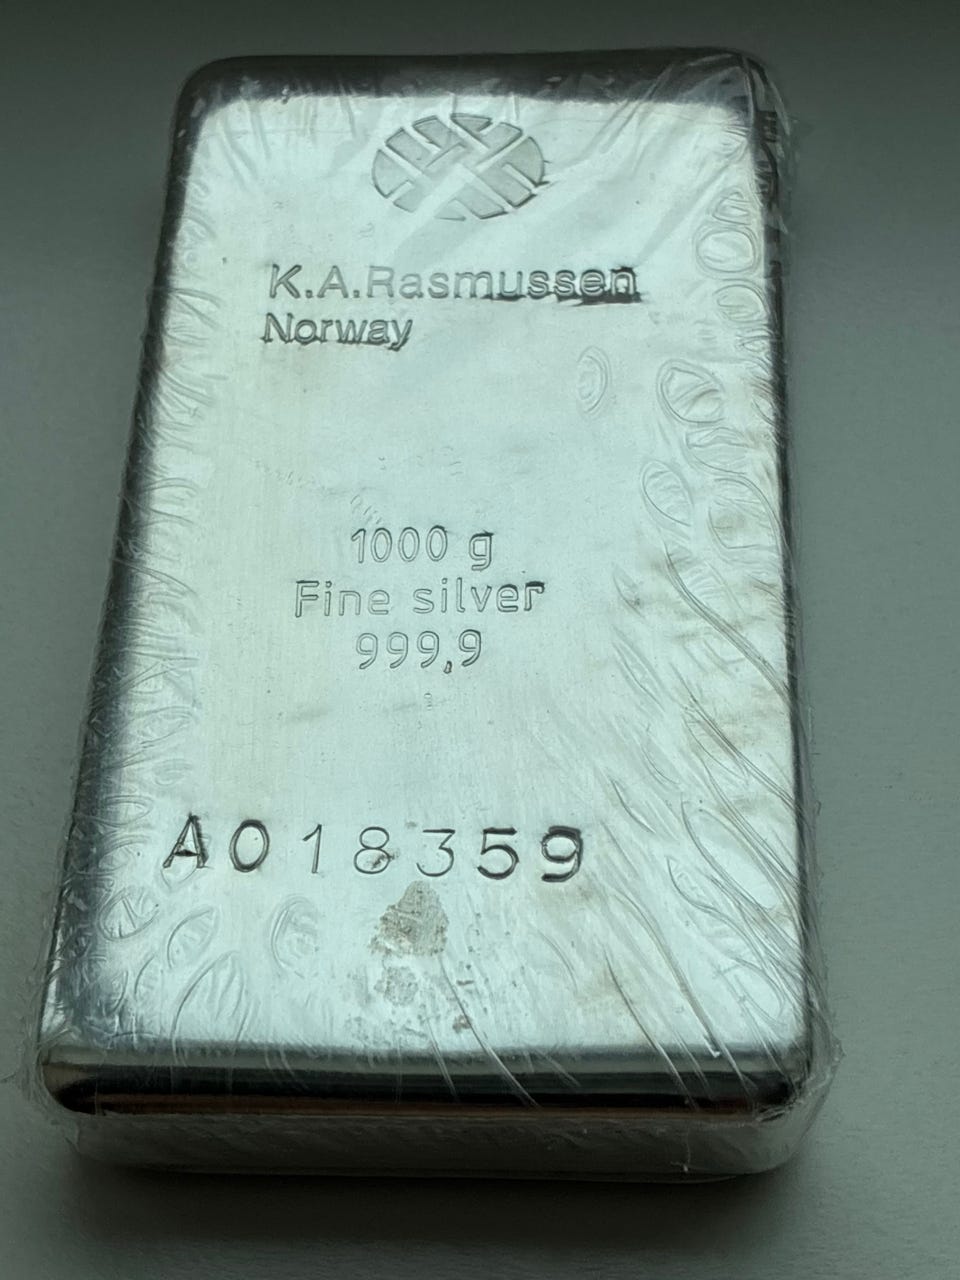 K.A.Rasmussen
Norway
1000 g
Fine silver
999,9
A018359